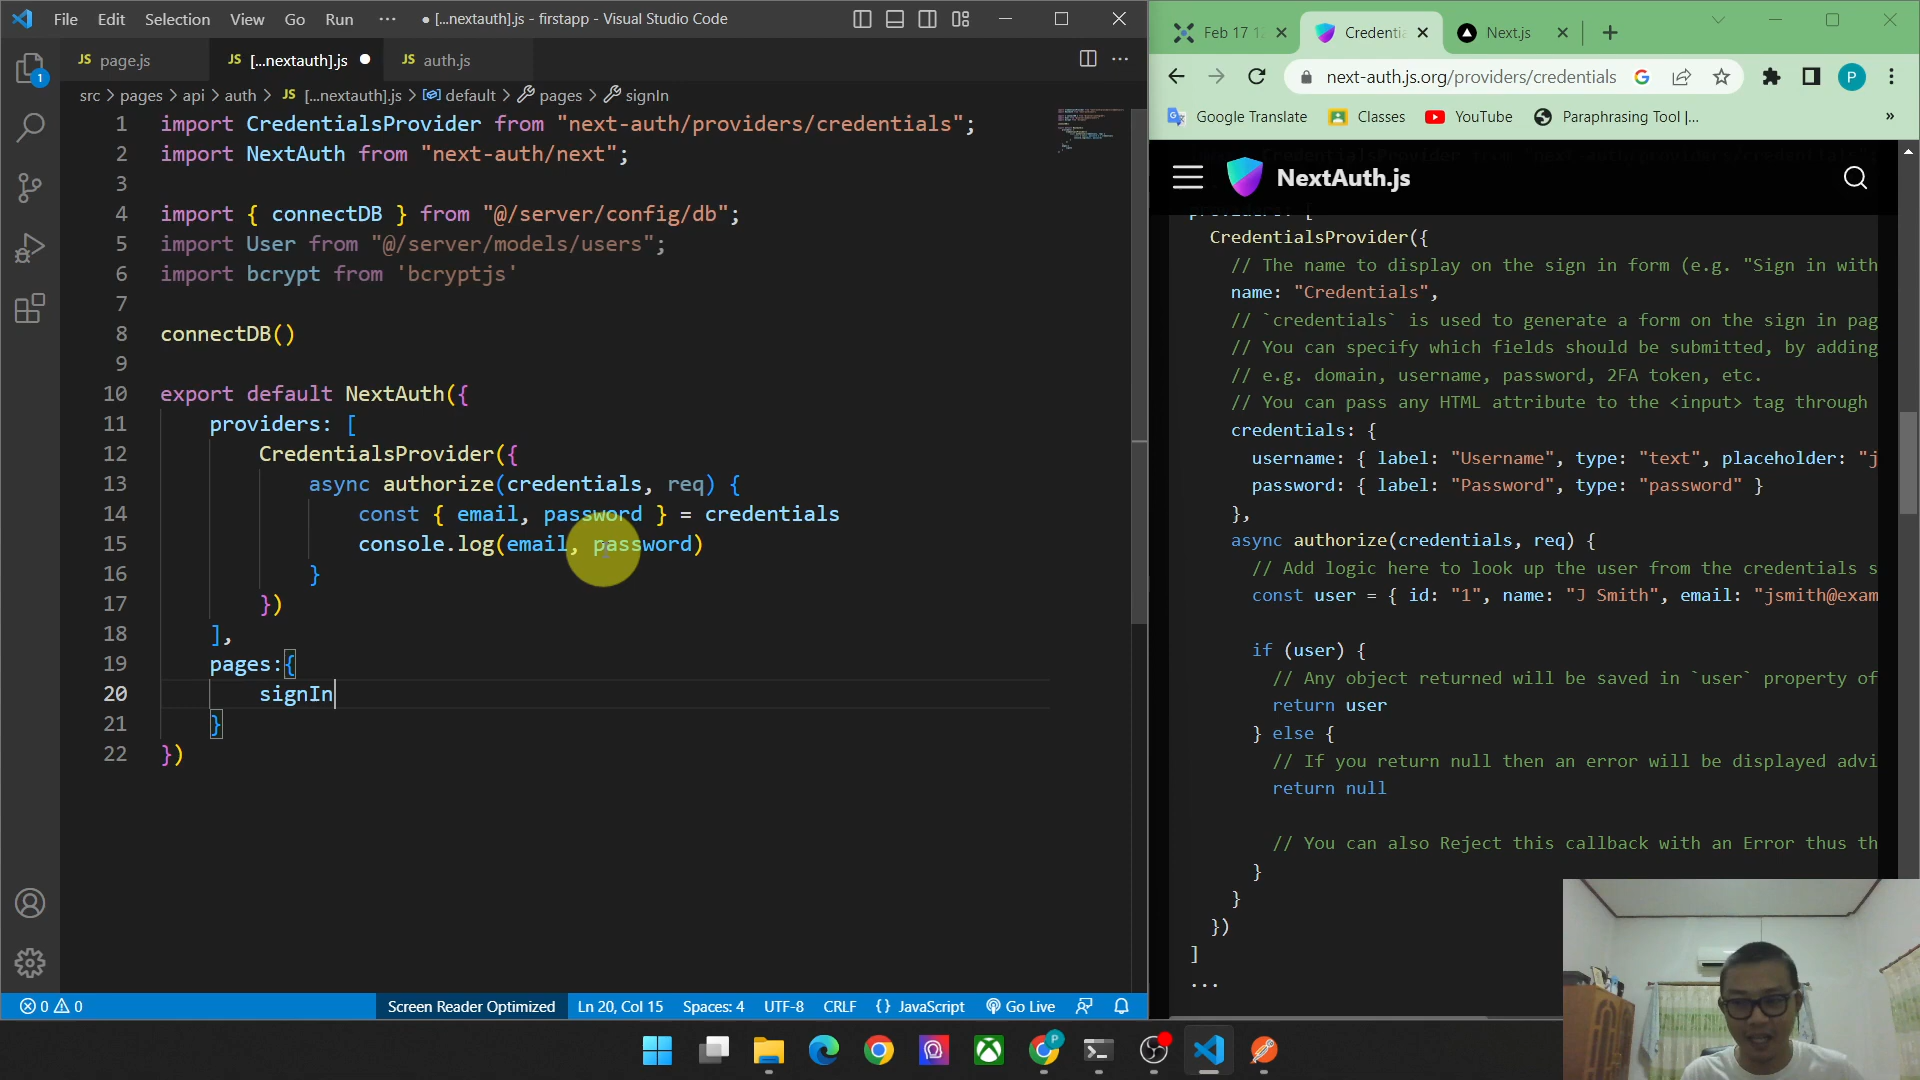 File Edit Selection View Go Run ··· ● [...nextauth].js - firstapp - Visual Studio Code
JS page.js
JS [...nextauth].js ●
JS auth.js
src > pages > api > auth > JS [...nextauth].js > default > pages > signIn
1 import CredentialsProvider from "next-auth/providers/credentials";
2 import NextAuth from "next-auth/next";
3
4 import { connectDB } from "@/server/config/db";
5 import User from "@/server/models/users";
6 import bcrypt from 'bcryptjs'
7
8 connectDB()
9
10 export default NextAuth({
11 providers: [
12 CredentialsProvider({
13 async authorize(credentials, req) {
14 const { email, password } = credentials
15 console.log(email, password)
16 }
17 })
18 ],
19 pages:{
20 signIn
21 }
22 })
1
0 0
Screen Reader Optimized
Ln 20, Col 15
Spaces: 4
UTF-8
CRLF
{} JavaScript
Go Live
Feb 17
Credentia
Next.js
next-auth.js.org/providers/credentials
P
Google Translate
Classes
YouTube
Paraphrasing Tool |...
»
NextAuth.js
providers: [
CredentialsProvider({
// The name to display on the sign in form (e.g. "Sign in with
name: "Credentials",
// `credentials` is used to generate a form on the sign in pag
// You can specify which fields should be submitted, by adding
// e.g. domain, username, password, 2FA token, etc.
// You can pass any HTML attribute to the <input> tag through
credentials: {
username: { label: "Username", type: "text", placeholder: "j
password: { label: "Password", type: "password" }
},
async authorize(credentials, req) {
// Add logic here to look up the user from the credentials s
const user = { id: "1", name: "J Smith", email: "jsmith@exam
if (user) {
// Any object returned will be saved in `user` property of
return user
} else {
// If you return null then an error will be displayed advi
return null
// You can also Reject this callback with an Error thus th
}
}
})
]
...
P